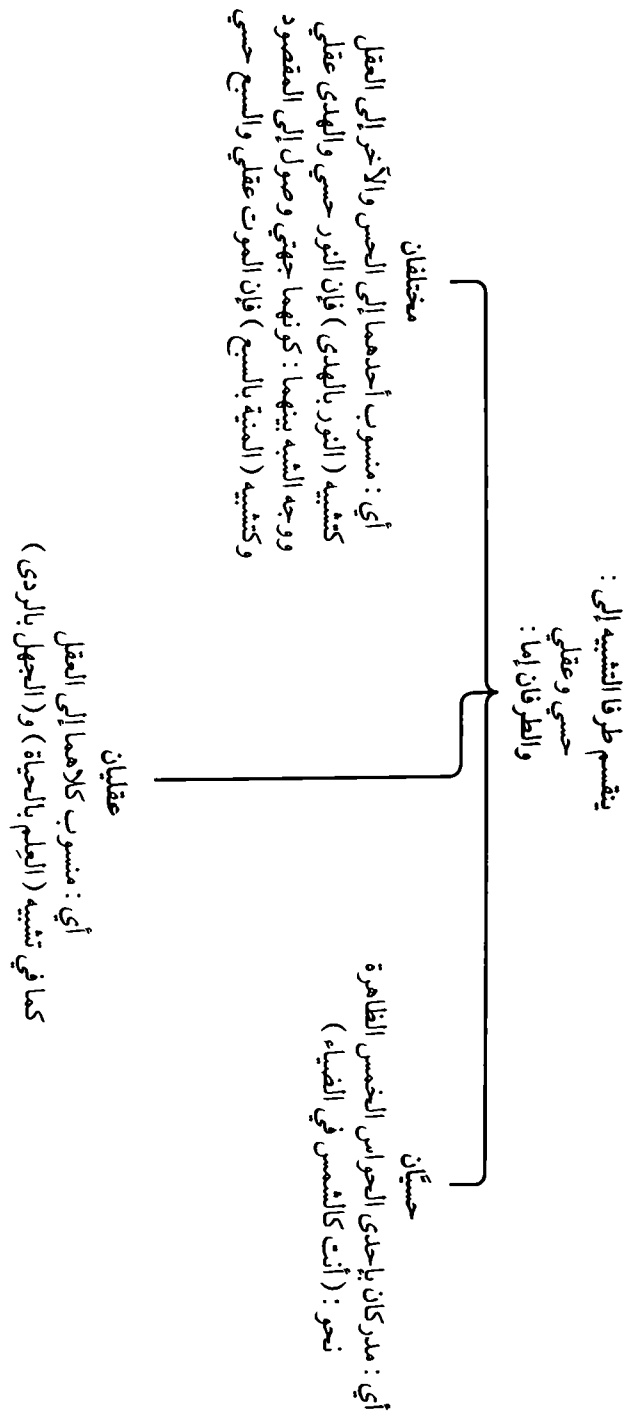 ينقسم طرفا التشبيه إلى :
حسي وعقلي
والطرفان إما :
حسيَّان
أي : مدركان بإحدى الحواس الخمس الظاهرة
نحو : (أنت كالشمس في الضياء)
عقليان
أي : منسوب كلاهما إلى العقل
كما في تشبيه (العِلم بالحياة) و(الجهل بالردى)
مختلفان
أي : منسوب أحدهما إلى الحس والآخر إلى العقل
كتشبيه (النور بالهدى) فإن النور حسي والهدى عقلي
ووجه الشبه بينهما : كونهما جهتي وصول إلى المقصود
وكتشبيه (المنية بالسبع) فإن الموت عقلي والسبع حسي